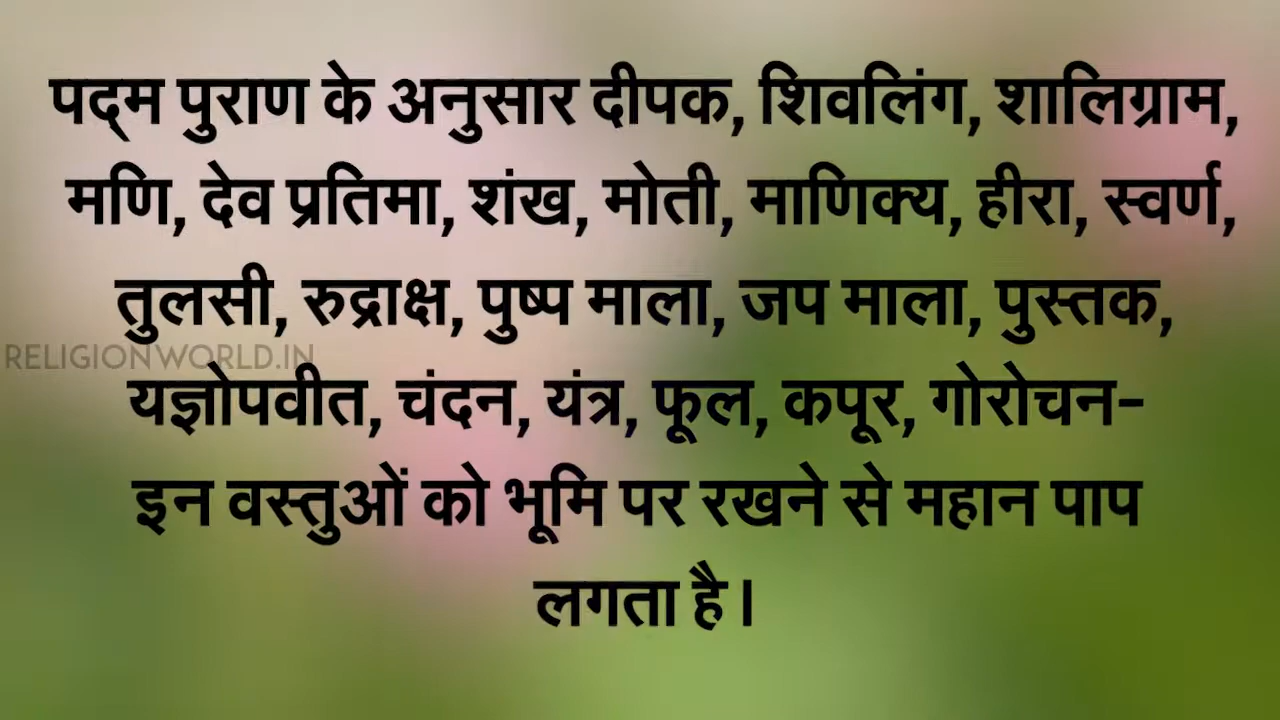 पद्म पुराण के अनुसार दीपक, शिवलिंग, शालिग्राम,
मणि, देव प्रतिमा, शंख, मोती, माणिक्य, हीरा, स्वर्ण,
तुलसी, रुद्राक्ष, पुष्प माला, जप माला, पुस्तक,
RELIGIONWORLD.IN
यज्ञोपवीत, चंदन, यंत्र, फूल, कपूर, गोरोचन-
इन वस्तुओं को भूमि पर रखने से महान पाप
लगता है।